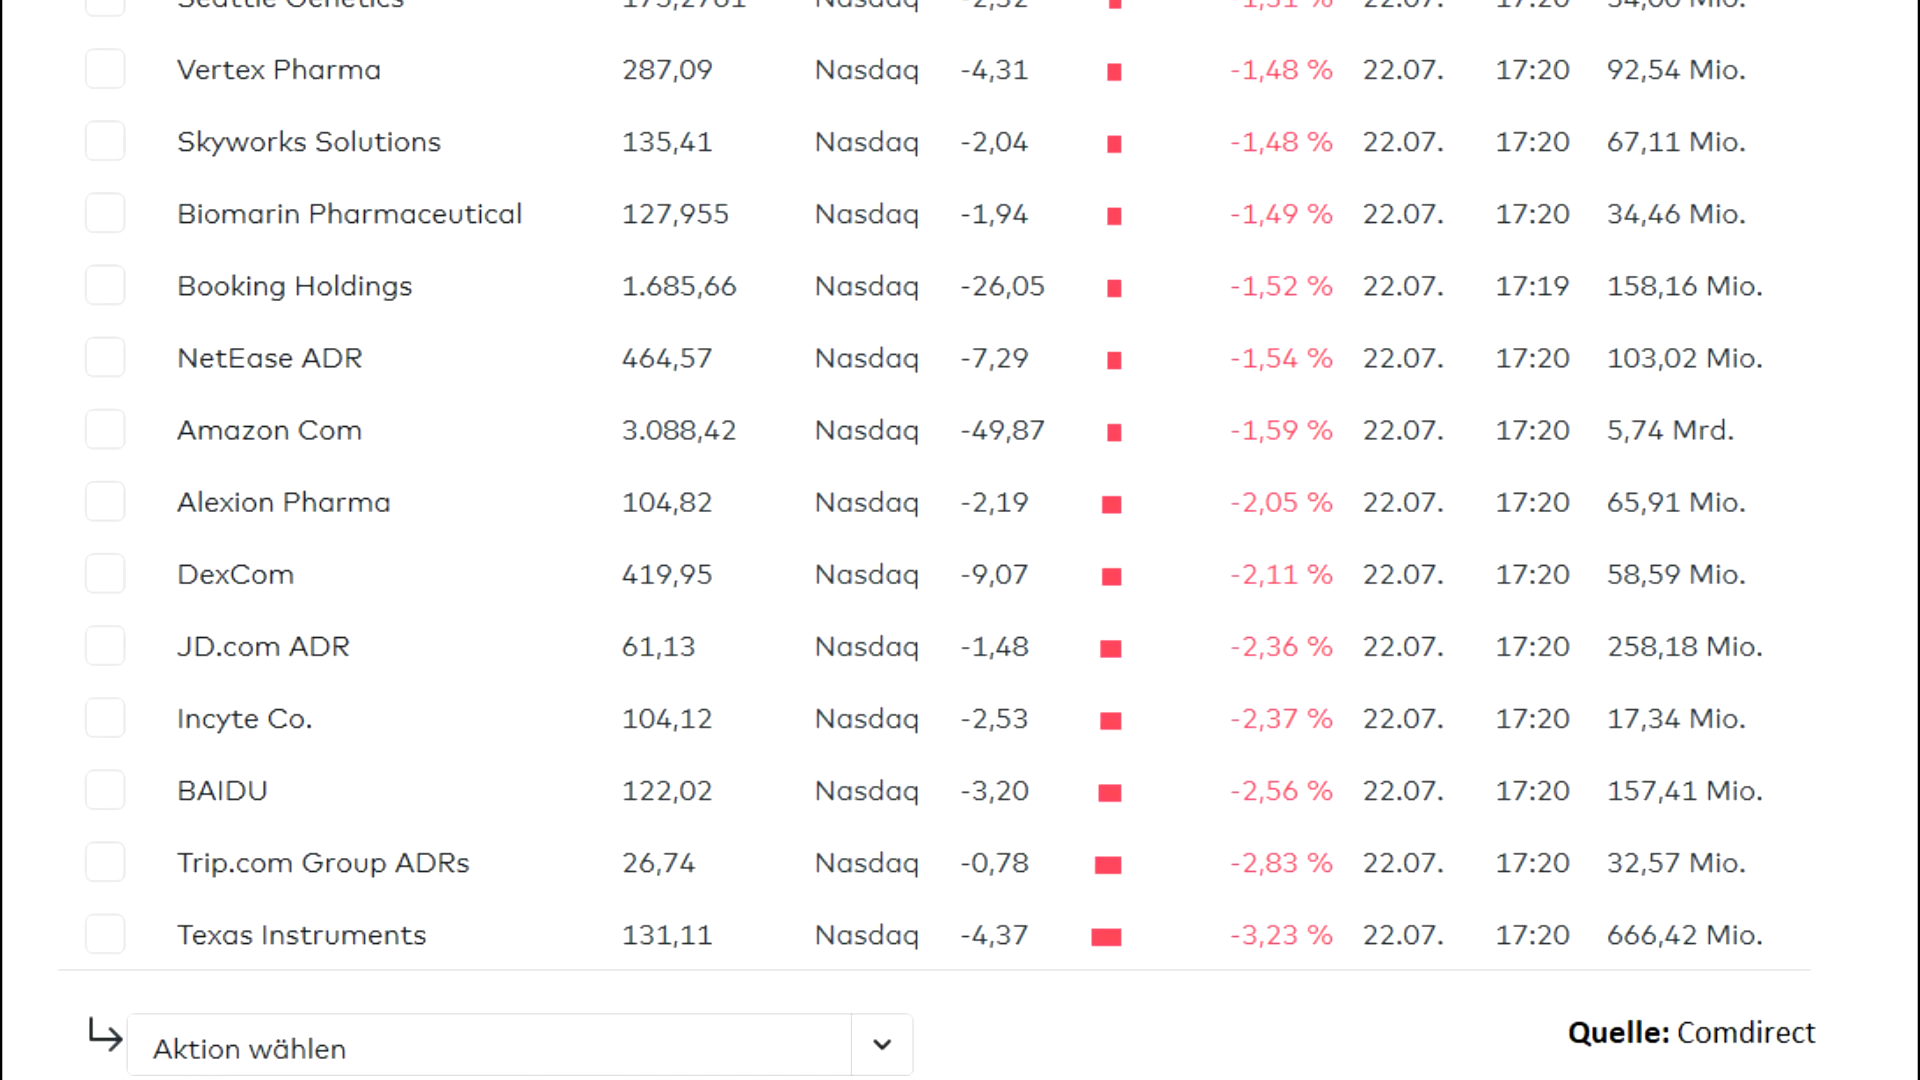 Seattle Genetics 175,2761 Nasdaq -2,32 -1,31 % 22.07. 17:20 Mio.
Vertex Pharma 287,09 Nasdaq -4,31 -1,48 % 22.07. 17:20 92,54 Mio.
Skyworks Solutions 135,41 Nasdaq -2,04 -1,48 % 22.07. 17:20 67,11 Mio.
Biomarin Pharmaceutical 127,955 Nasdaq -1,94 -1,49 % 22.07. 17:20 34,46 Mio.
Booking Holdings 1.685,66 Nasdaq -26,05 -1,52 % 22.07. 17:19 158,16 Mio.
NetEase ADR 464,57 Nasdaq -7,29 -1,54 % 22.07. 17:20 103,02 Mio.
Amazon Com 3.088,42 Nasdaq -49,87 -1,59 % 22.07. 17:20 5,74 Mrd.
Alexion Pharma 104,82 Nasdaq -2,19 -2,05 % 22.07. 17:20 65,91 Mio.
DexCom 419,95 Nasdaq -9,07 -2,11 % 22.07. 17:20 58,59 Mio.
JD.com ADR 61,13 Nasdaq -1,48 -2,36 % 22.07. 17:20 258,18 Mio.
Incyte Co. 104,12 Nasdaq -2,53 -2,37 % 22.07. 17:20 17,34 Mio.
BAIDU 122,02 Nasdaq -3,20 -2,56 % 22.07. 17:20 157,41 Mio.
Trip.com Group ADRs 26,74 Nasdaq -0,78 -2,83 % 22.07. 17:20 32,57 Mio.
Texas Instruments 131,11 Nasdaq -4,37 -3,23 % 22.07. 17:20 666,42 Mio.
Aktion wählen
Quelle: Comdirect